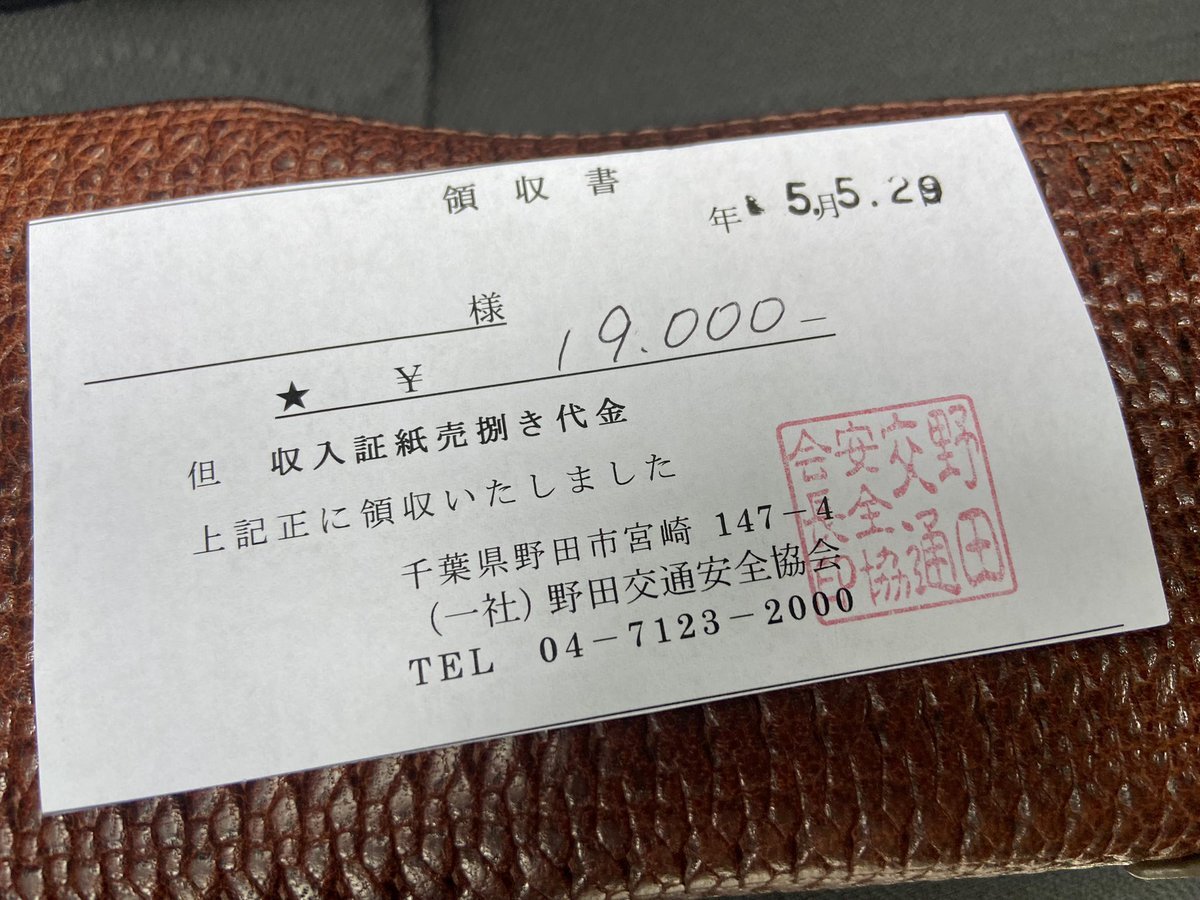 領収書
年 5.月5.29
様
★ ¥ 19.000-
但 収入証紙売捌き代金
上記正に領収いたしました
千葉県野田市宮崎 147-4
(一社)野田交通安全協会
TEL 04-7123-2000
野田
交通
安全協
会長印